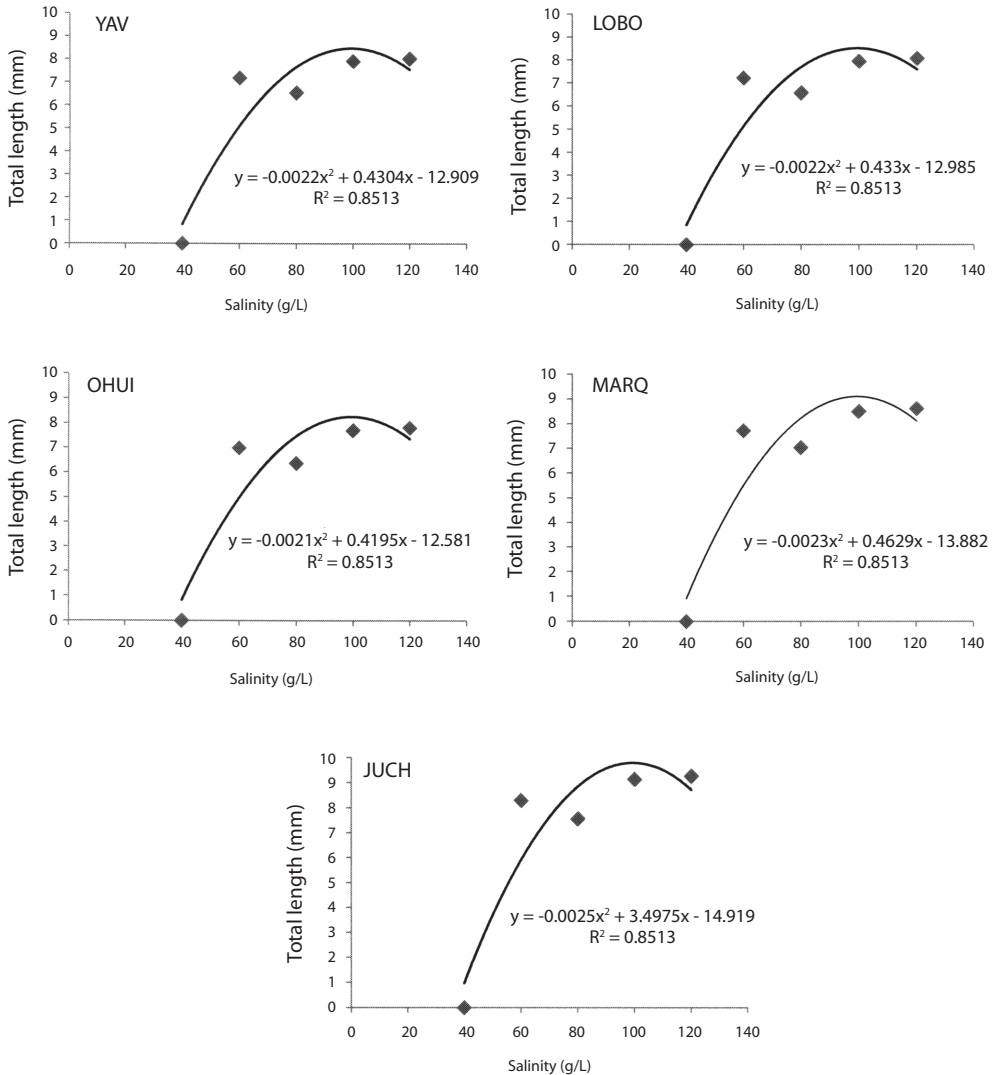 YAV
10
9
8
7
6
5
4
3
2
1
0
Total length (mm)
y = -0.0022x² + 0.4304x - 12.909
R² = 0.8513
0 20 40 60 80 100 120 140
Salinity (g/L)
LOBO
10
9
8
7
6
5
4
3
2
1
0
Total length (mm)
y = -0.0022x² + 0.433x - 12.985
R² = 0.8513
0 20 40 60 80 100 120 140
Salinity (g/L)
OHUI
10
9
8
7
6
5
4
3
2
1
0
Total length (mm)
y = -0.0021x² + 0.4195x - 12.581
R² = 0.8513
0 20 40 60 80 100 120 140
Salinity (g/L)
MARQ
10
9
8
7
6
5
4
3
2
1
0
Total length (mm)
y = -0.0023x² + 0.4629x - 13.882
R² = 0.8513
0 20 40 60 80 100 120 140
Salinity (g/L)
JUCH
10
9
8
7
6
5
4
3
2
1
0
Total length (mm)
y = -0.0025x² + 3.4975x - 14.919
R² = 0.8513
0 20 40 60 80 100 120 140
Salinity (g/L)